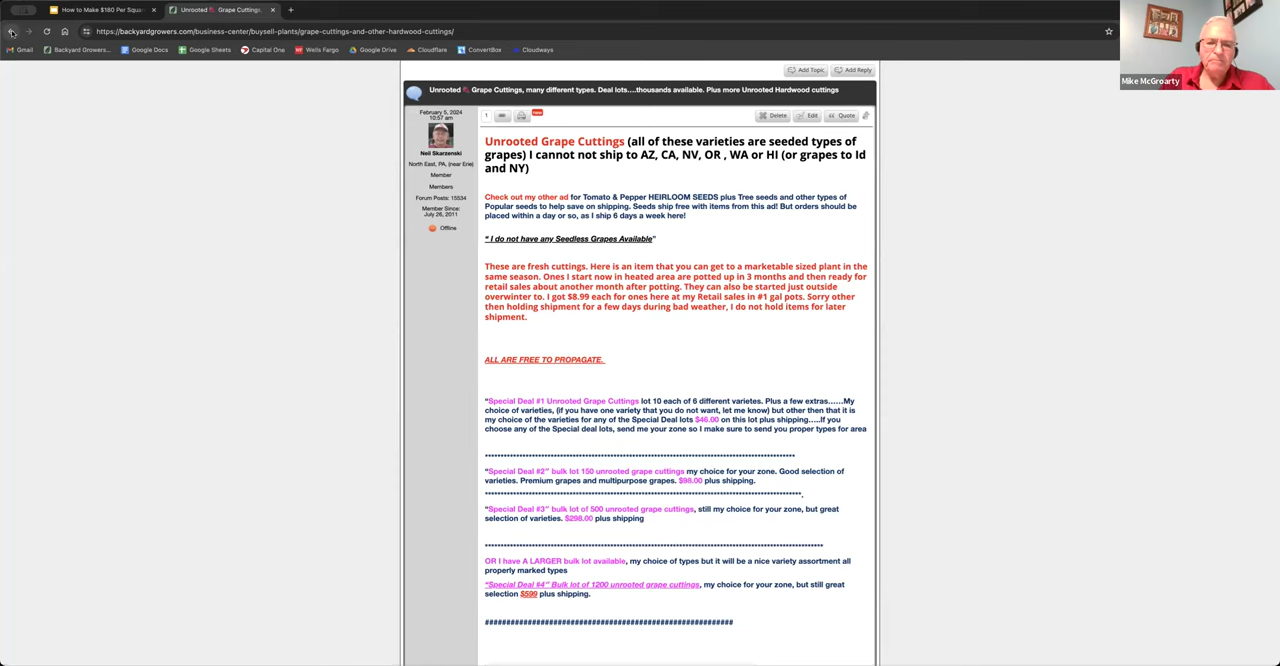 How to Make $180 Per Squar
Unrooted 🍇 Grape Cuttings,
https://backyardgrowers.com/business-center/buysell-plants/grape-cuttings-and-other-hardwood-cuttings/
Gmail
Backyard Growers...
Google Docs
Google Sheets
Capital One
Wells Fargo
Google Drive
Cloudflare
ConvertBox
Cloudways
Mike McGroarty
Add Topic
Add Reply
Unrooted 🍇 Grape Cuttings, many different types. Deal lots....thousands available. Plus more Unrooted Hardwood cuttings
February 5, 2024
10:57 am
Neil Skarzenski
North East, PA, (near Erie)
Member
Members
Forum Posts: 15534
Member Since:
July 26, 2011
Offline
1
new
Delete
Edit
Quote
Unrooted Grape Cuttings (all of these varieties are seeded types of
grapes) I cannot not ship to AZ, CA, NV, OR , WA or HI (or grapes to Id
and NY)
Check out my other ad for Tomato & Pepper HEIRLOOM SEEDS plus Tree seeds and other types of
Popular seeds to help save on shipping. Seeds ship free with items from this ad! But orders should be
placed within a day or so, as I ship 6 days a week here!
“ I do not have any Seedless Grapes Available”
These are fresh cuttings. Here is an item that you can get to a marketable sized plant in the
same season. Ones I start now in heated area are potted up in 3 months and then ready for
retail sales about another month after potting. They can also be started just outside
overwinter to. I got $8.99 each for ones here at my Retail sales in #1 gal pots. Sorry other
then holding shipment for a few days during bad weather, I do not hold items for later
shipment.
ALL ARE FREE TO PROPAGATE.
“Special Deal #1 Unrooted Grape Cuttings lot 10 each of 6 different varietes. Plus a few extras......My
choice of varieties, (if you have one variety that you do not want, let me know) but other then that it is
my choice of the varieties for any of the Special Deal lots $46.00 on this lot plus shipping.....If you
choose any of the Special deal lots, send me your zone so I make sure to send you proper types for area
“Special Deal #2” bulk lot 150 unrooted grape cuttings my choice for your zone. Good selection of
varieties. Premium grapes and multipurpose grapes. $98.00 plus shipping.
“Special Deal #3” bulk lot of 500 unrooted grape cuttings, still my choice for your zone, but great
selection of varieties. $298.00 plus shipping
OR I have A LARGER bulk lot available, my choice of types but it will be a nice variety assortment all
properly marked types
“Special Deal #4” Bulk lot of 1200 unrooted grape cuttings, my choice for your zone, but still great
selection $599 plus shipping.